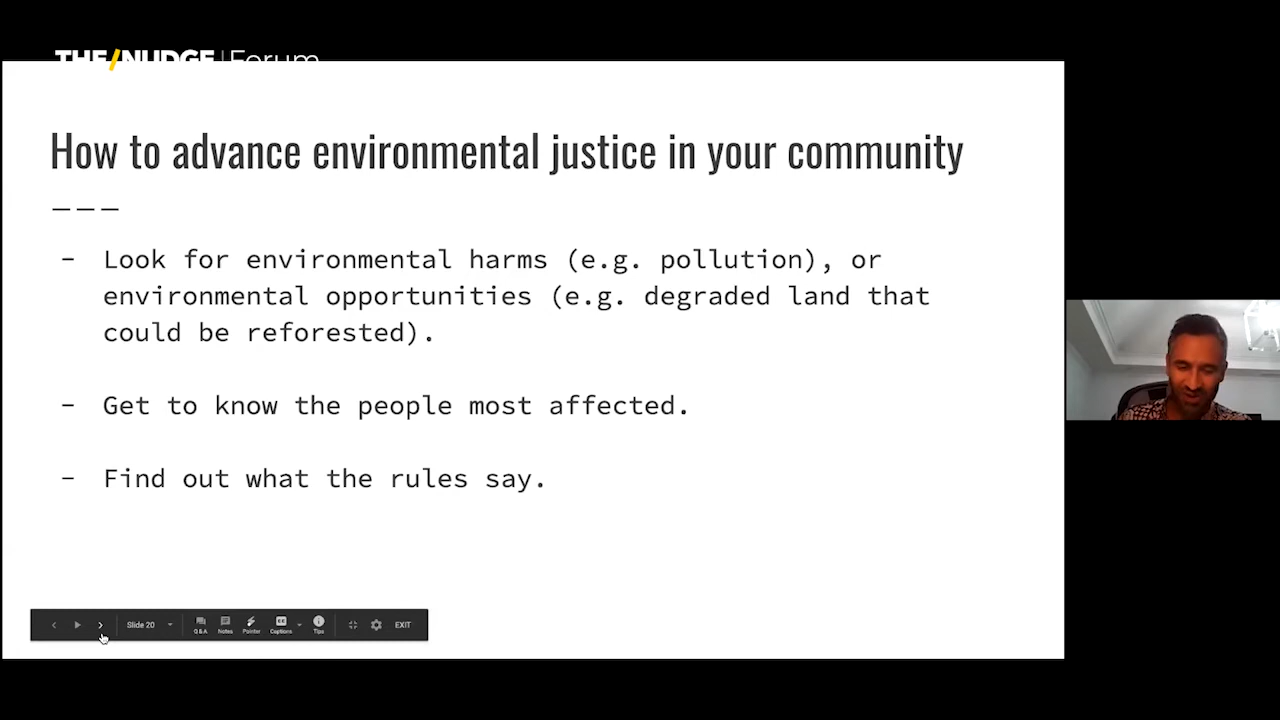 THE/NUDGE | Forum
How to advance environmental justice in your community
———
- Look for environmental harms (e.g. pollution), or
environmental opportunities (e.g. degraded land that
could be reforested).
- Get to know the people most affected.
- Find out what the rules say.
Slide 20 Q&A Notes Pointer Captions Tips EXIT